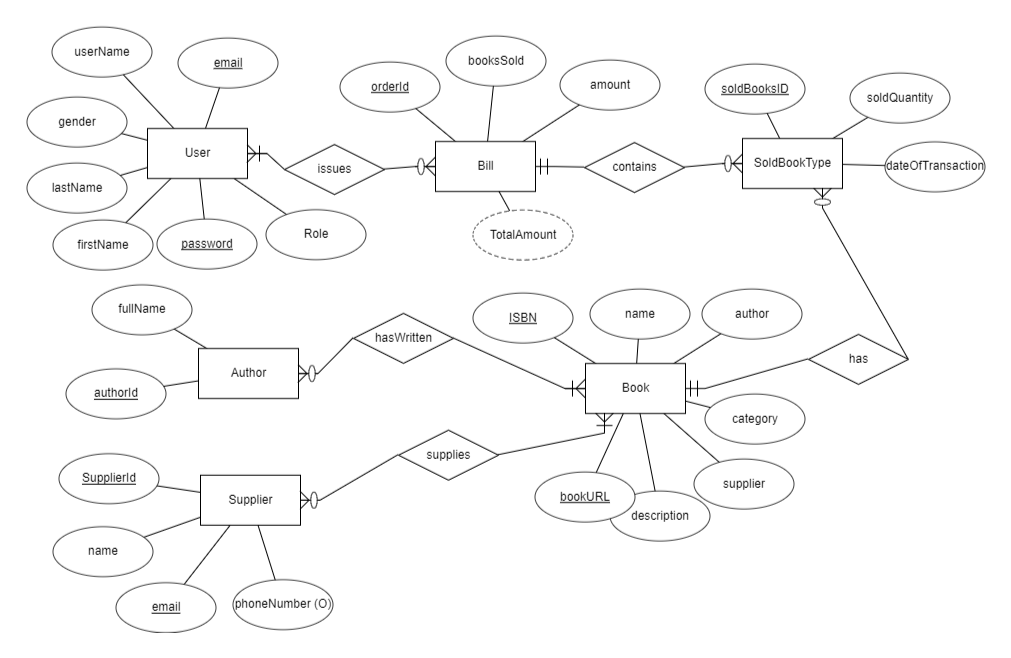 userName
email
gender
User
lastName
firstName
password
Role
issues
orderId
booksSold
amount
Bill
TotalAmount
contains
soldBooksID
soldQuantity
SoldBookType
dateOfTransaction
fullName
Author
authorId
hasWritten
ISBN
name
author
Book
has
category
supplier
description
bookURL
supplies
SupplierId
Supplier
name
email
phoneNumber (O)